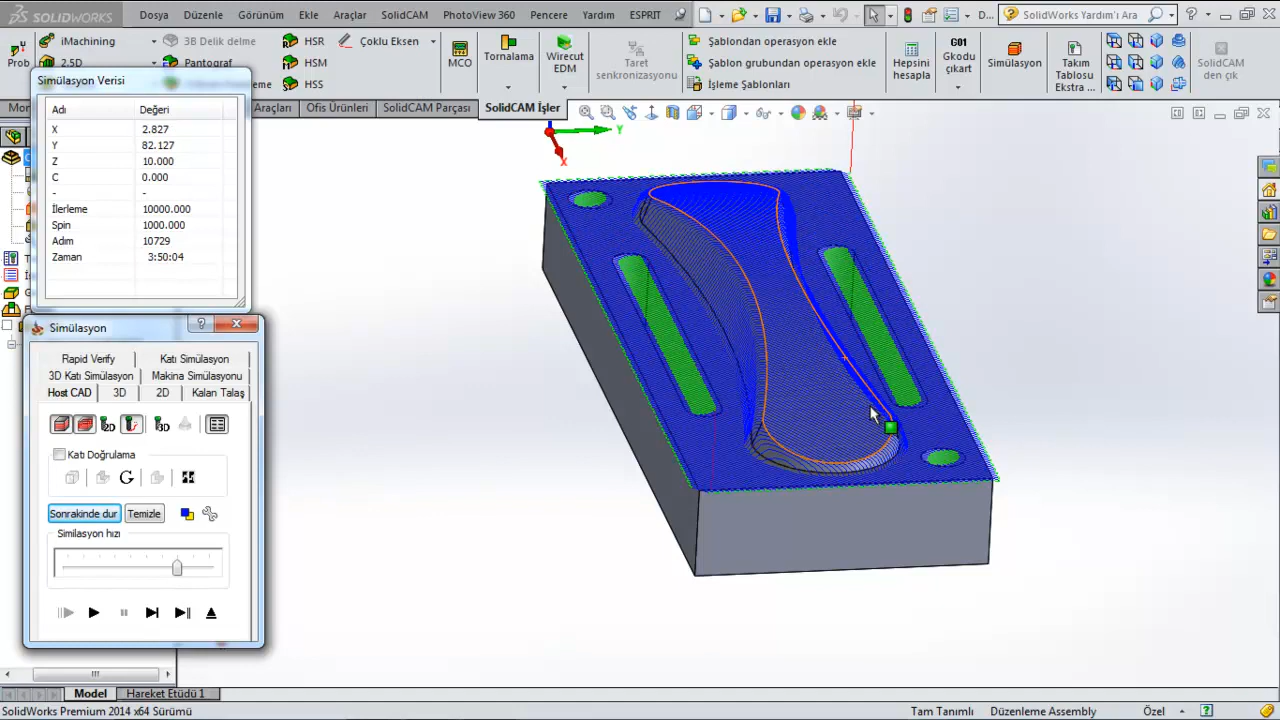 SOLIDWORKS Dosya Düzenle Görünüm Ekle Araçlar SolidCAM PhotoView 360 Pencere Yardım ESPRIT D... SolidWorks Yardım'ı Ara
Prob
iMachining
2.5D
3B Delik delme
Pantograf
HSR
HSM
HSS
Çoklu Eksen
MCO
Tornalama
Wirecut
EDM
Taret
senkronizasyonu
Şablondan operasyon ekle
Şablon grubundan operasyon ekle
İşleme Şablonları
Hepsini
hesapla
G01
Gkodu
çıkart
Simülasyon
Takım
Tablosu
Ekstra ...
SolidCAM
den çık
Mor
Araçları Ofis Ürünleri SolidCAM Parçası SolidCAM İşler
Simülasyon Verisi
Adı Değeri
X 2.827
Y 82.127
Z 10.000
C 0.000
- -
İlerleme 10000.000
Spin 1000.000
Adım 10729
Zaman 3:50:04
Y
X
Simülasyon
Rapid Verify Katı Simülasyon
3D Katı Simülasyon Makina Simülasyonu
Host CAD 3D 2D Kalan Talaş
2D 3D
Katı Doğrulama
Sonrakinde dur Temizle
Similasyon hızı
Model Hareket Etüdü 1
SolidWorks Premium 2014 x64 Sürümü Tam Tanımlı Düzenleme Assembly Özel